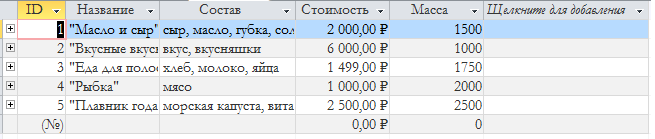 ID Название Состав Стоимость Масса Щелкните для добавления
1 "Масло и сыр" сыр, масло, губка, сол 2 000,00 ₽ 1500
2 "Вкусные вкус вкус, вкусняшки 6 000,00 ₽ 1000
3 "Еда для полос хлеб, молоко, яйца 1 499,00 ₽ 1750
4 "Рыбка" мясо 1 000,00 ₽ 2000
5 "Плавник года морская капуста, вита 2 500,00 ₽ 2500
(№) 0,00 ₽ 0